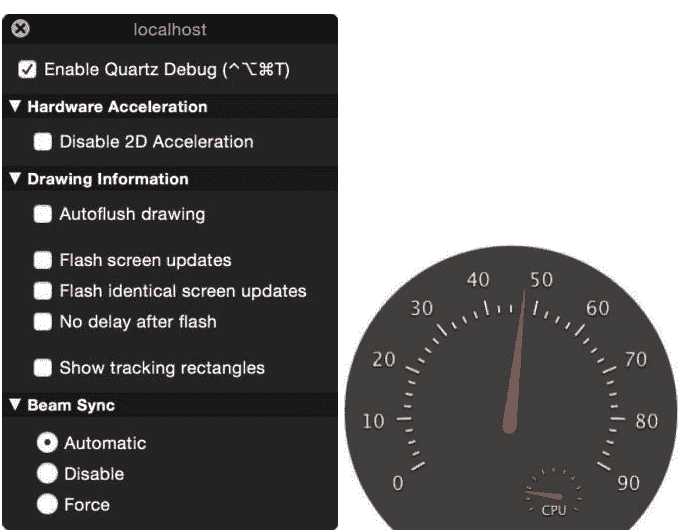 localhost
Enable Quartz Debug (⌃⌥⌘T)
Hardware Acceleration
Disable 2D Acceleration
Drawing Information
Autoflush drawing
Flash screen updates
Flash identical screen updates
No delay after flash
Show tracking rectangles
Beam Sync
Automatic
Disable
Force
0
10
20
30
40
50
60
70
80
90
CPU